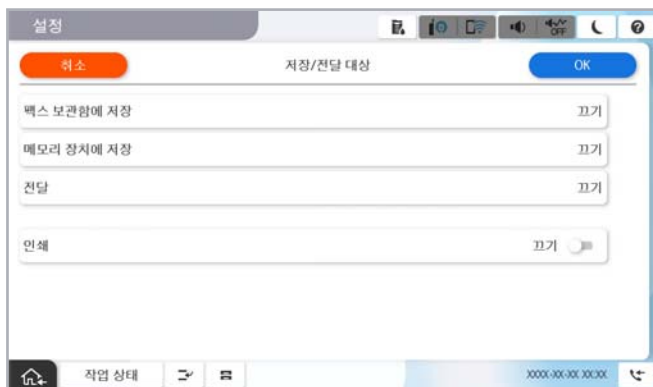 설정
OFF
취소
저장/전달 대상
OK
팩스 보관함에 저장
끄기
메모리 장치에 저장
끄기
전달
끄기
인쇄
끄기
작업 상태
XXXX-XX-XX XX:XX